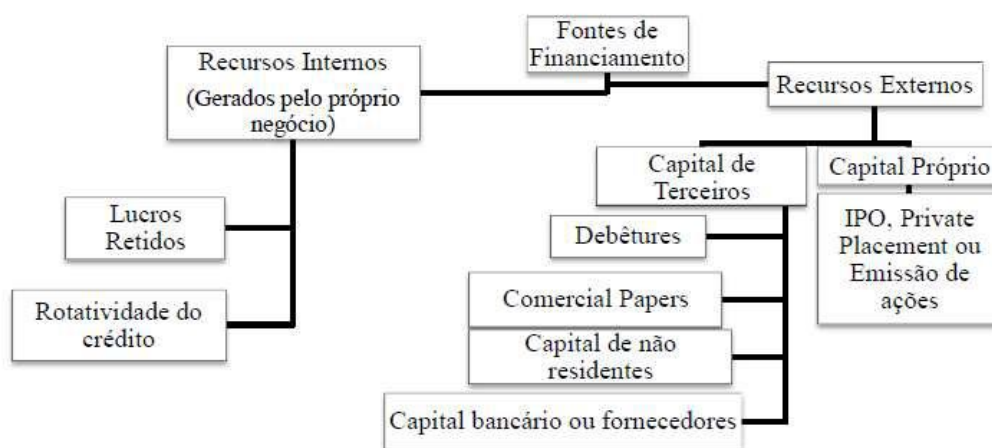 Fontes de
Financiamento
Recursos Internos
(Gerados pelo próprio
negócio)
Lucros
Retidos
Rotatividade do
crédito
Recursos Externos
Capital de
Terceiros
Debêtures
Comercial Papers
Capital de não
residentes
Capital bancário ou fornecedores
Capital Próprio
IPO, Private
Placement ou
Emissão de
ações